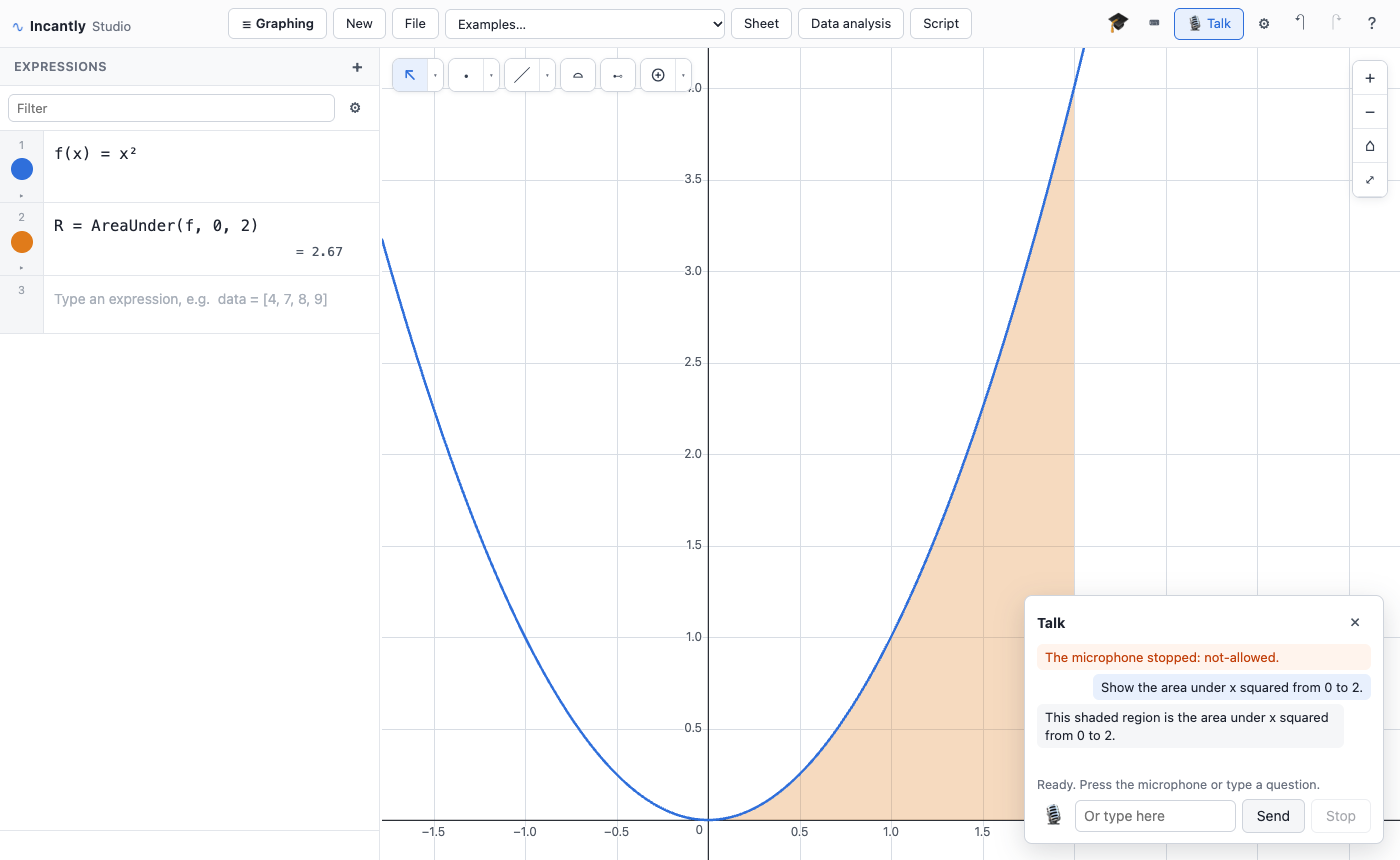 ∿ Incantly Studio
≡ Graphing
New
File
Examples...
Sheet
Data analysis
Script
Talk
?
EXPRESSIONS +
Filter
1
f(x) = x²
2
R = AreaUnder(f, 0, 2)
= 2.67
3
Type an expression, e.g. data = [4, 7, 8, 9]
.0
3.5
3.0
2.5
2.0
1.5
1.0
0.5
−1.5 −1.0 −0.5 0 0.5 1.0 1.5
+
−
Talk ×
The microphone stopped: not-allowed.
Show the area under x squared from 0 to 2.
This shaded region is the area under x squared
from 0 to 2.
Ready. Press the microphone or type a question.
Or type here
Send
Stop